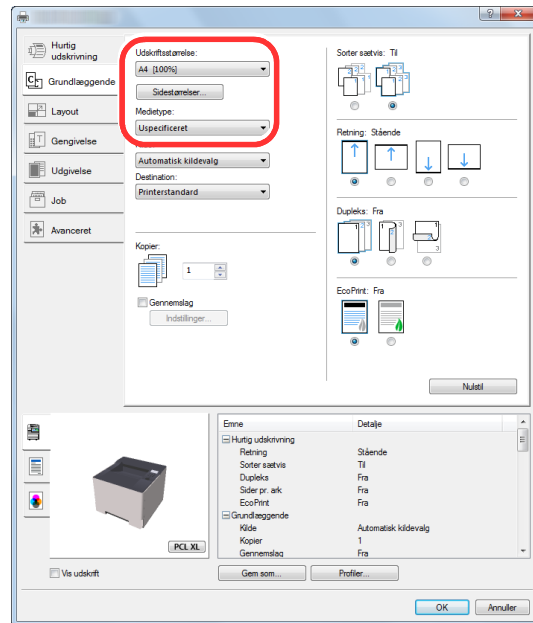 Hurtig
udskrivning
Grundlæggende
Layout
Gengivelse
Udgivelse
Job
Avanceret
Udskriftsstørrelse:
A4 [100%]
Sidestørrelser...
Medietype:
Uspecificeret
Automatisk kildevalg
Destination:
Printerstandard
Kopier:
1
Gennemslag
Indstillinger...
Sorter sætvis: Til
Retning: Stående
Dupleks: Fra
EcoPrint: Fra
Nulstil
PCL XL
Vis udskrift
Emne Detalje
Hurtig udskrivning
Retning Stående
Sorter sætvis Til
Dupleks Fra
Sider pr. ark Fra
EcoPrint Fra
Grundlæggende
Kilde Automatisk kildevalg
Kopier 1
Gennemslag Fra
Gem som... Profiler...
OK Annuller